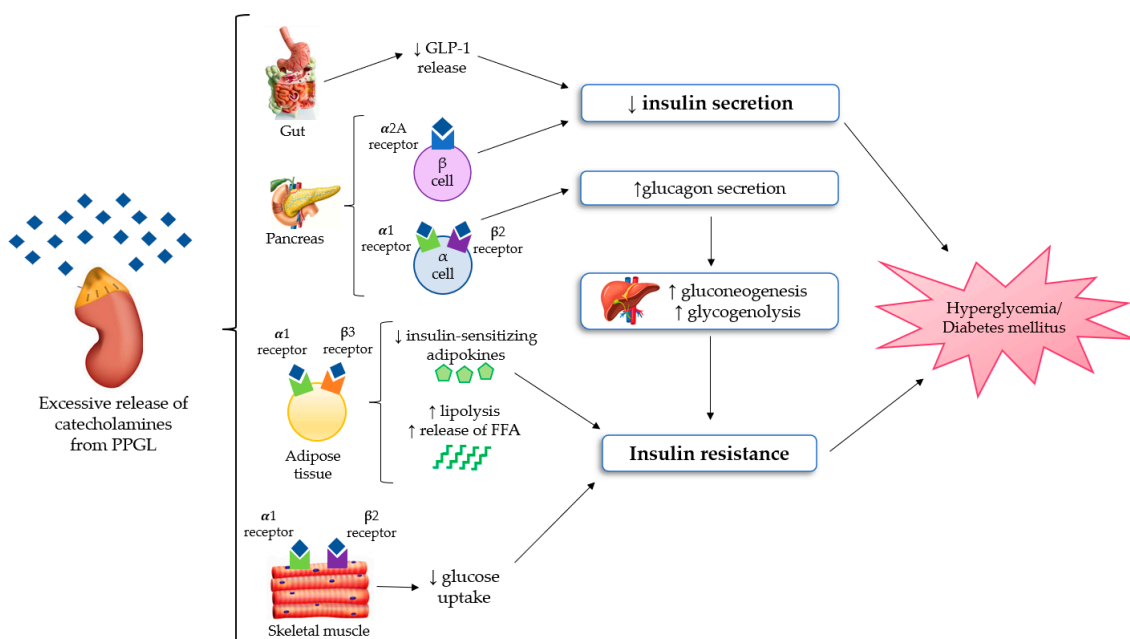 Excessive release of
catecholamines
from PPGL
Gut
↓ GLP-1
release
↓ insulin secretion
Pancreas
α2A
receptor
β
cell
α1
receptor
β2
receptor
α
cell
↑glucagon secretion
↑ gluconeogenesis
↑ glycogenolysis
α1
receptor
β3
receptor
Adipose
tissue
↓ insulin-sensitizing
adipokines
↑ lipolysis
↑ release of FFA
Insulin resistance
α1
receptor
β2
receptor
Skeletal muscle
↓ glucose
uptake
Hyperglycemia/
Diabetes mellitus